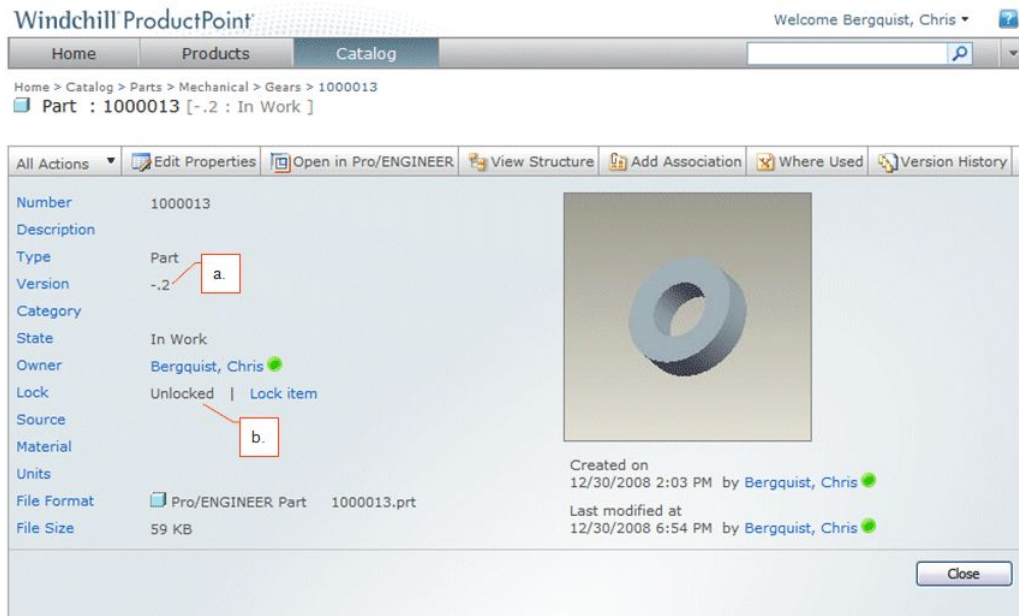 Windchill ProductPoint
Welcome Bergquist, Chris
?
Home Products Catalog
Home > Catalog > Parts > Mechanical > Gears > 1000013
Part : 1000013 [-.2 : In Work ]
All Actions Edit Properties Open in Pro/ENGINEER View Structure Add Association Where Used Version History
Number 1000013
Description
Type Part
a.
Version -.2
Category
State In Work
Owner Bergquist, Chris
Lock Unlocked | Lock item
Source
b.
Material
Units
File Format Pro/ENGINEER Part 1000013.prt
File Size 59 KB
Created on
12/30/2008 2:03 PM by Bergquist, Chris
Last modified at
12/30/2008 6:54 PM by Bergquist, Chris
Close